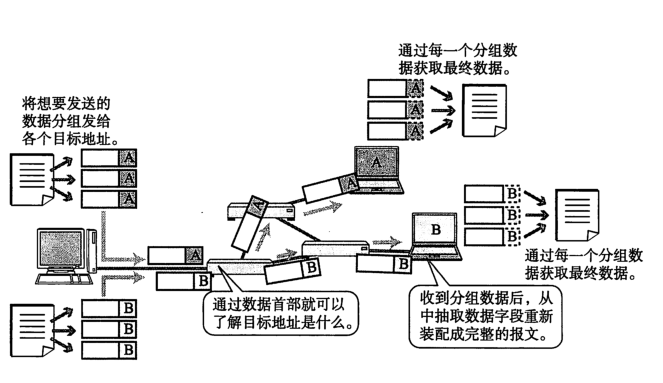 通过每一个分组数
据获取最终数据。
A
A
A
将想要发送的
数据分组发给
各个目标地址。
A
A
A
A
A
A
A
B
B
B
B
通过每一个分组数
据获取最终数据。
B
B
B
通过数据首部就可以
了解目标地址是什么。
收到分组数据后，从
中抽取数据字段重新
装配成完整的报文。
B
B
B